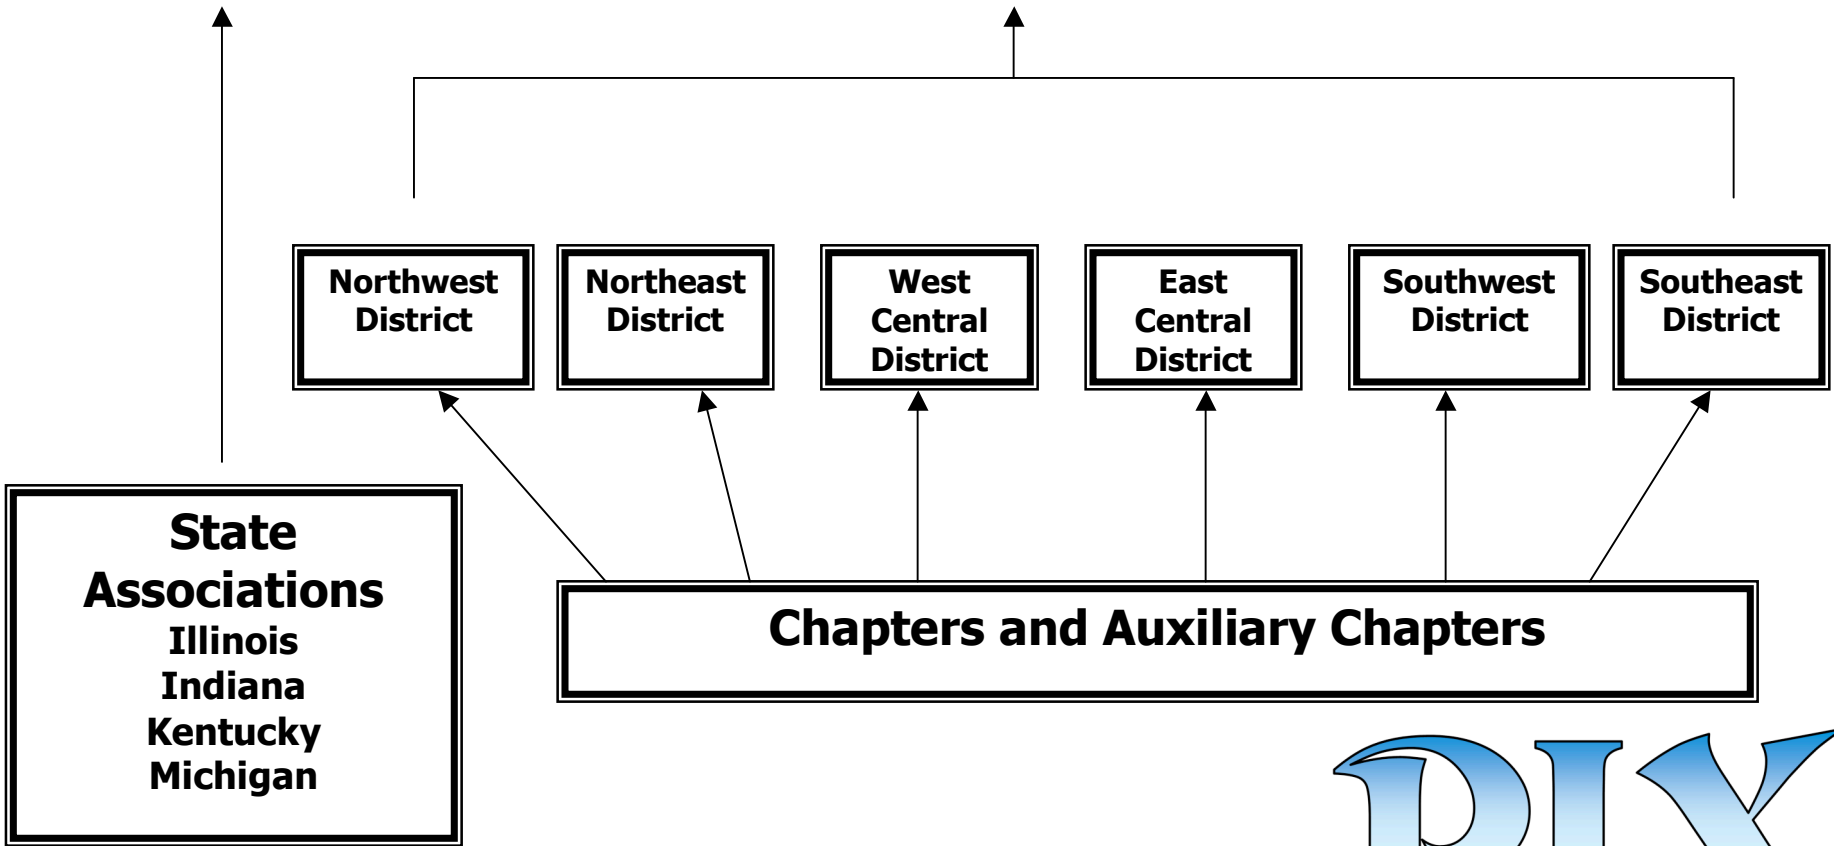 Northwest
District
Northeast
District
West
Central
District
East
Central
District
Southwest
District
Southeast
District
State
Associations
Illinois
Indiana
Kentucky
Michigan
Chapters and Auxiliary Chapters